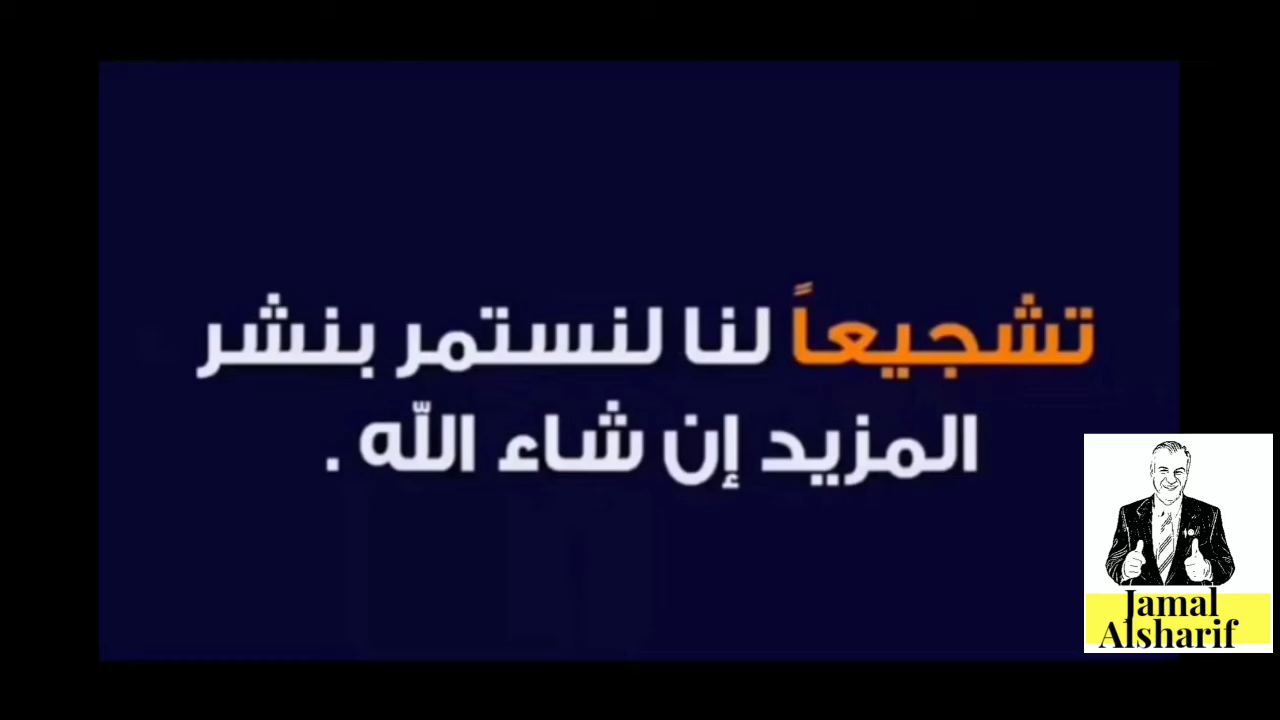 تشجيعاً لنا لنستمر بنشر
المزيد إن شاء الله .
Jamal
Alsharif